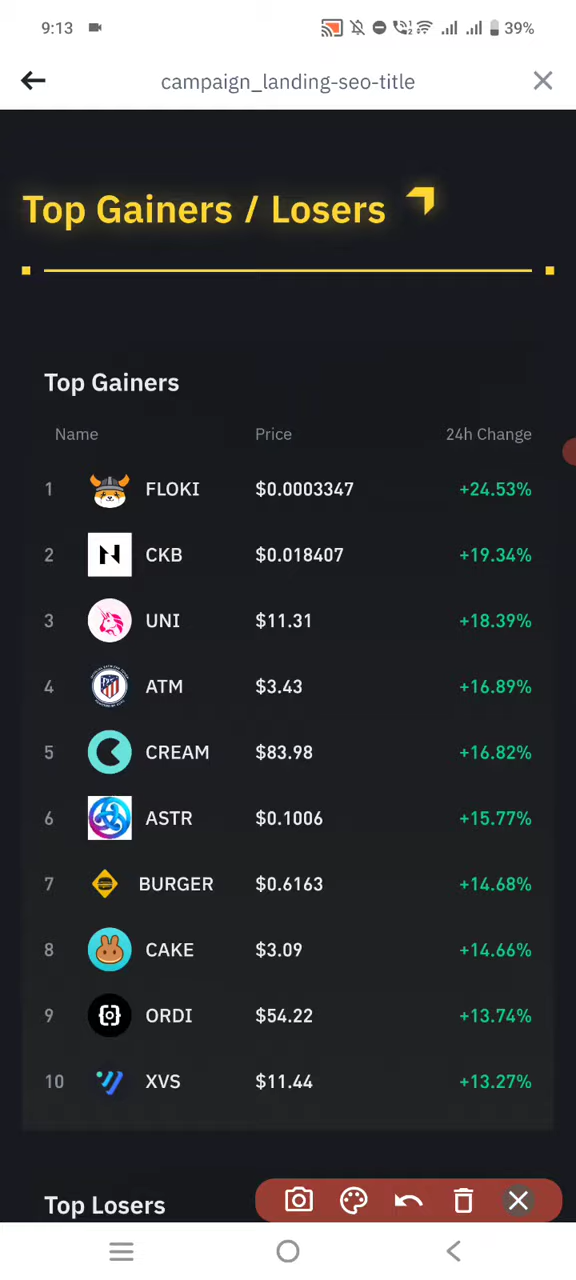 9:13 39%
campaign_landing-seo-title
Top Gainers / Losers
Top Gainers
Name Price 24h Change
1 FLOKI $0.0003347 +24.53%
2 CKB $0.018407 +19.34%
3 UNI $11.31 +18.39%
4 ATM $3.43 +16.89%
5 CREAM $83.98 +16.82%
6 ASTR $0.1006 +15.77%
7 BURGER $0.6163 +14.68%
8 CAKE $3.09 +14.66%
9 ORDI $54.22 +13.74%
10 XVS $11.44 +13.27%
Top Losers